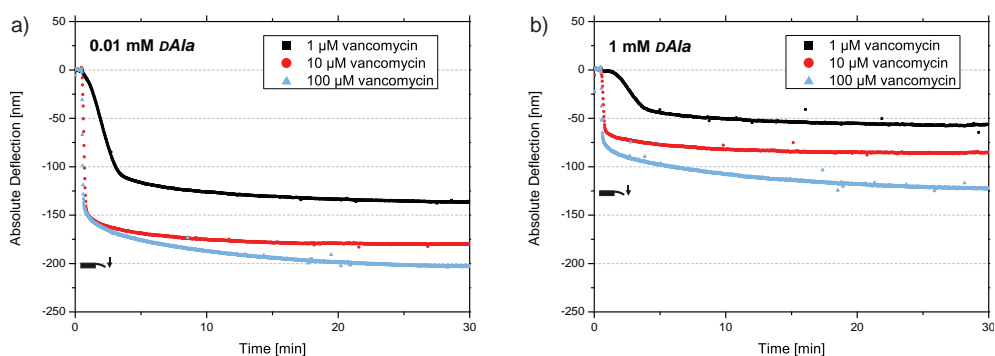 a)
0.01 mM DAla
1 µM vancomycin
10 µM vancomycin
100 µM vancomycin
Absolute Deflection [nm]
50
0
-50
-100
-150
-200
-250
0
10
20
30
Time [min]
b)
1 mM DAla
1 µM vancomycin
10 µM vancomycin
100 µM vancomycin
Absolute Deflection [nm]
50
0
-50
-100
-150
-200
-250
0
10
20
30
Time [min]